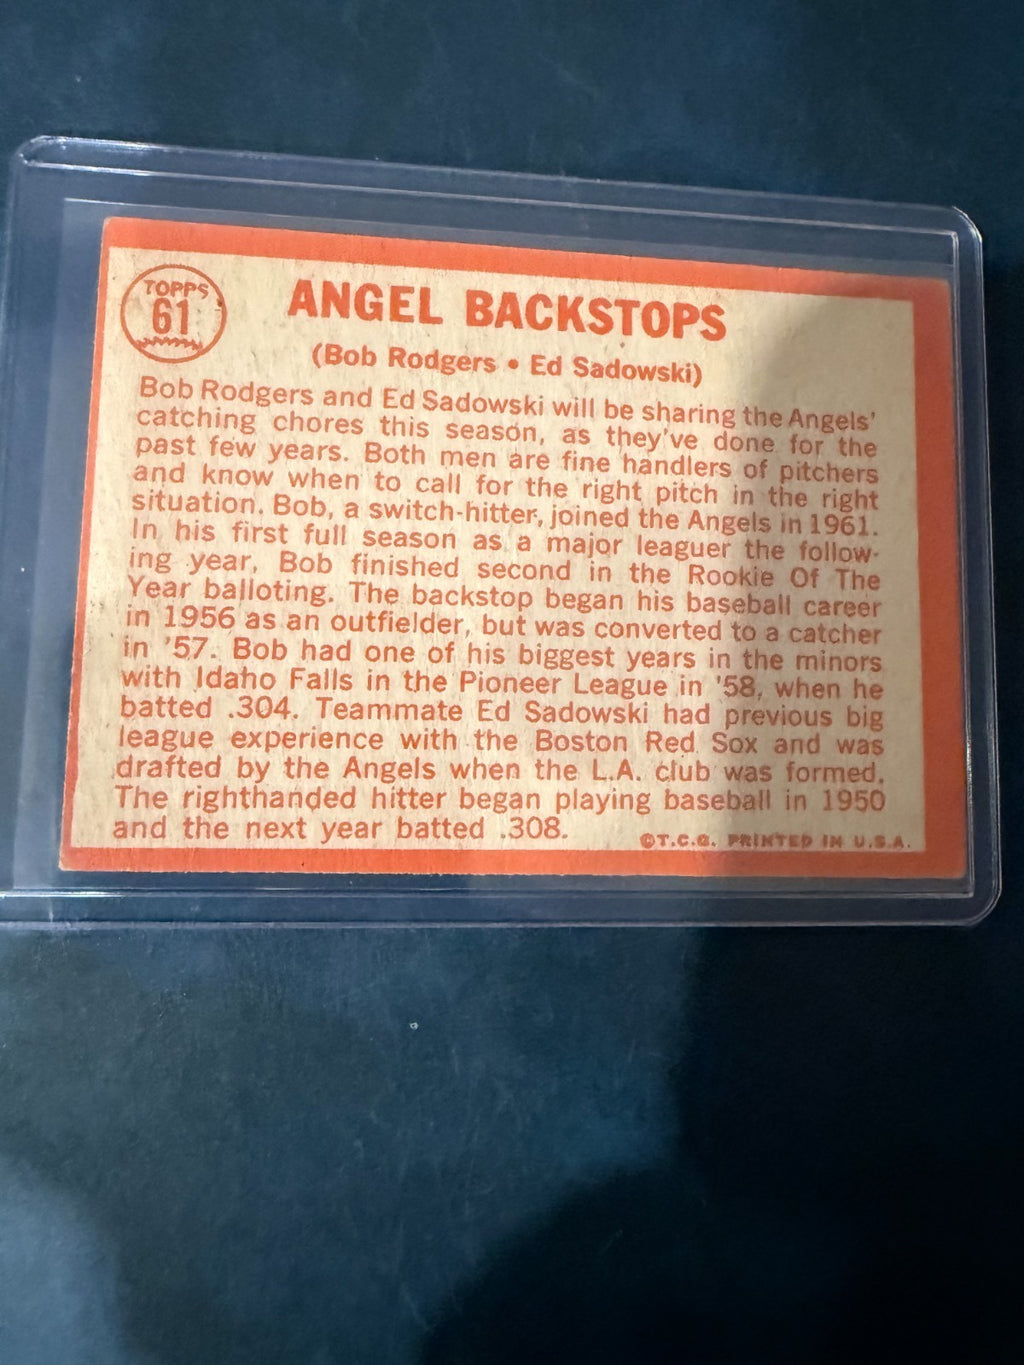 TOPPS
61
ANGEL BACKSTOPS
(Bob Rodgers • Ed Sadowski)
Bob Rodgers and Ed Sadowski will be sharing the Angels'
catching chores this season, as they've done for the
past few years. Both men are fine handlers of pitchers
and know when to call for the right pitch in the right
situation. Bob, a switch-hitter, joined the Angels in 1961.
In his first full season as a major leaguer the follow-
ing year, Bob finished second in the Rookie Of The
Year balloting. The backstop began his baseball career
in 1956 as an outfielder, but was converted to a catcher
in '57. Bob had one of his biggest years in the minors
with Idaho Falls in the Pioneer League in '58, when he
batted .304. Teammate Ed Sadowski had previous big
league experience with the Boston Red Sox and was
drafted by the Angels when the L.A. club was formed.
The righthanded hitter began playing baseball in 1950
and the next year batted .308.
©T.C.G. PRINTED IN U.S.A.